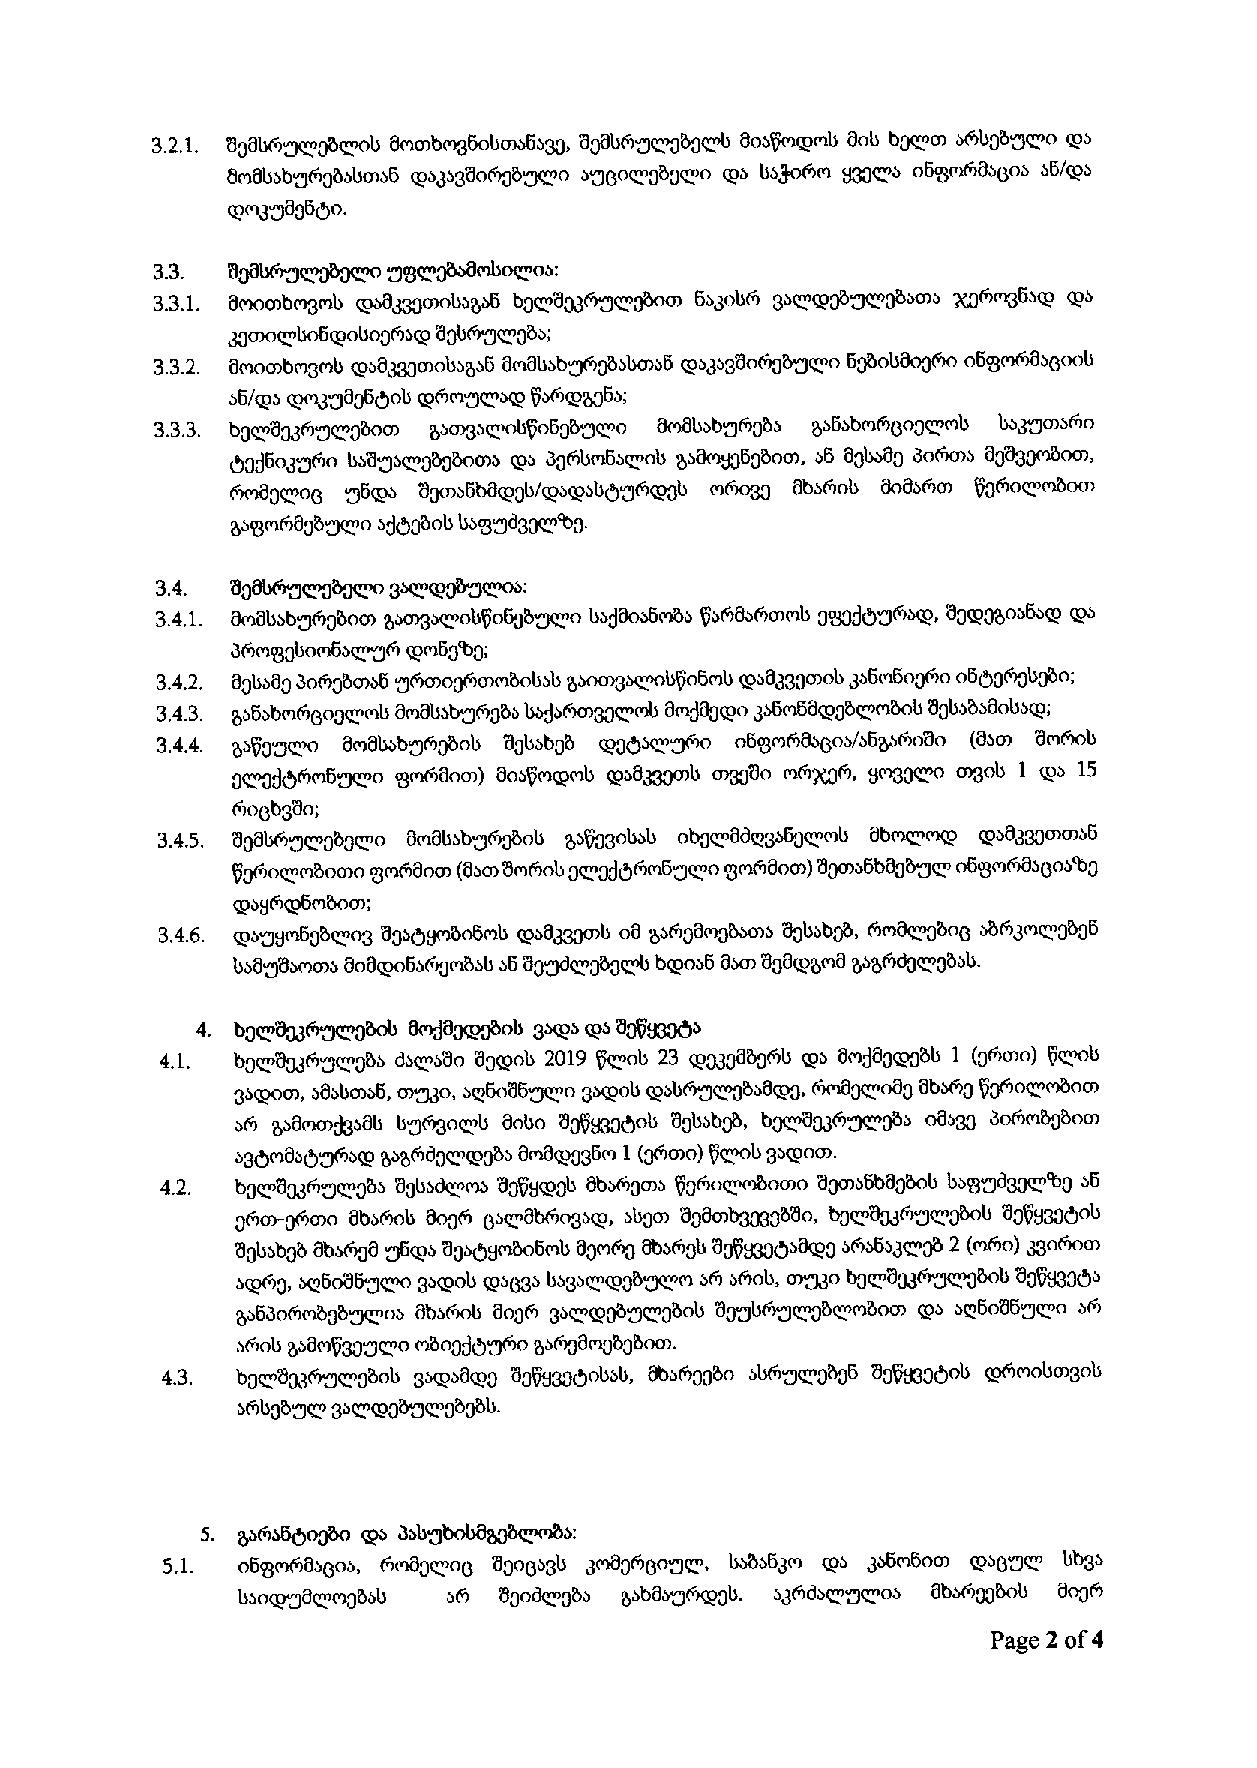 3.2.1. შემსრულებლის მოთხოვნისთანავე, შემსრულებელს მიაწოდოს მის ხელთ არსებული და
მომსახურებასთან დაკავშირებული აუცილებელი და საჭირო ყველა ინფორმაცია ან/და
დოკუმენტი.
3.3. შემსრულებელი უფლებამოსილია:
3.3.1. მოითხოვოს დამკვეთისაგან ხელშეკრულებით ნაკისრ ვალდებულებათა ჯეროვნად და
კეთილსინდისიერად შესრულება;
3.3.2. მოითხოვოს დამკვეთისაგან მომსახურებასთან დაკავშირებული ნებისმიერი ინფორმაციის
ან/და დოკუმენტის დროულად წარდგენა;
3.3.3. ხელშეკრულებით გათვალისწინებული მომსახურება განახორციელოს საკუთარი
ტექნიკური საშუალებებითა და პერსონალის გამოყენებით, ან მესამე პირთა მეშვეობით,
რომელიც უნდა შეთანხმდეს/დადასტურდეს ორივე მხარის მიმართ წერილობით
გაფორმებული აქტების საფუძველზე.
3.4. შემსრულებელი ვალდებულია:
3.4.1. მომსახურებით გათვალისწინებული საქმიანობა წარმართოს ეფექტურად, შედეგიანად და
პროფესიონალურ დონეზე;
3.4.2. მესამე პირებთან ურთიერთობისას გაითვალისწინოს დამკვეთის კანონიერი ინტერესები;
3.4.3. განახორციელოს მომსახურება საქართველოს მოქმედი კანონმდებლობის შესაბამისად;
3.4.4. გაწეული მომსახურების შესახებ დეტალური ინფორმაცია/ანგარიში (მათ შორის
ელექტრონული ფორმით) მიაწოდოს დამკვეთს თვეში ორჯერ, ყოველი თვის 1 და 15
რიცხვში;
3.4.5. შემსრულებელი მომსახურების გაწევისას იხელმძღვანელოს მხოლოდ დამკვეთთან
წერილობითი ფორმით (მათ შორის ელექტრონული ფორმით) შეთანხმებულ ინფორმაციაზე
დაყრდნობით;
3.4.6. დაუყონებლივ შეატყობინოს დამკვეთს იმ გარემოებათა შესახებ, რომლებიც აბრკოლებენ
სამუშაოთა მიმდინარეობას ან შეუძლებელს ხდიან მათ შემდგომ გაგრძელებას.
4. ხელშეკრულების მოქმედების ვადა და შეწყვეტა
4.1. ხელშეკრულება ძალაში შედის 2019 წლის 23 დეკემბერს და მოქმედებს 1 (ერთი) წლის
ვადით, ამასთან, თუკი, აღნიშნული ვადის დასრულებამდე, რომელიმე მხარე წერილობით
არ გამოთქვამს სურვილს მისი შეწყვეტის შესახებ, ხელშეკრულება იმავე პირობებით
ავტომატურად გაგრძელდება მომდევნო 1 (ერთი) წლის ვადით.
4.2. ხელშეკრულება შესაძლოა შეწყდეს მხარეთა წერილობითი შეთანხმების საფუძველზე ან
ერთ-ერთი მხარის მიერ ცალმხრივად, ასეთ შემთხვევებში, ხელშეკრულების შეწყვეტის
შესახებ მხარემ უნდა შეატყობინოს მეორე მხარეს შეწყვეტამდე არანაკლებ 2 (ორი) კვირით
ადრე, აღნიშნული ვადის დაცვა სავალდებულო არ არის, თუკი ხელშეკრულების შეწყვეტა
განპირობებულია მხარის მიერ ვალდებულების შეუსრულებლობით და აღნიშნული არ
არის გამოწვეული ობიექტური გარემოებებით.
4.3. ხელშეკრულების ვადამდე შეწყვეტისას, მხარეები ასრულებენ შეწყვეტის დროისთვის
არსებულ ვალდებულებებს.
5. გარანტიები და პასუხისმგებლობა:
5.1. ინფორმაცია, რომელიც შეიცავს კომერციულ, საბანკო და კანონით დაცულ სხვა
საიდუმლოებას არ შეიძლება გახმაურდეს. აკრძალულია მხარეების მიერ
Page 2 of 4